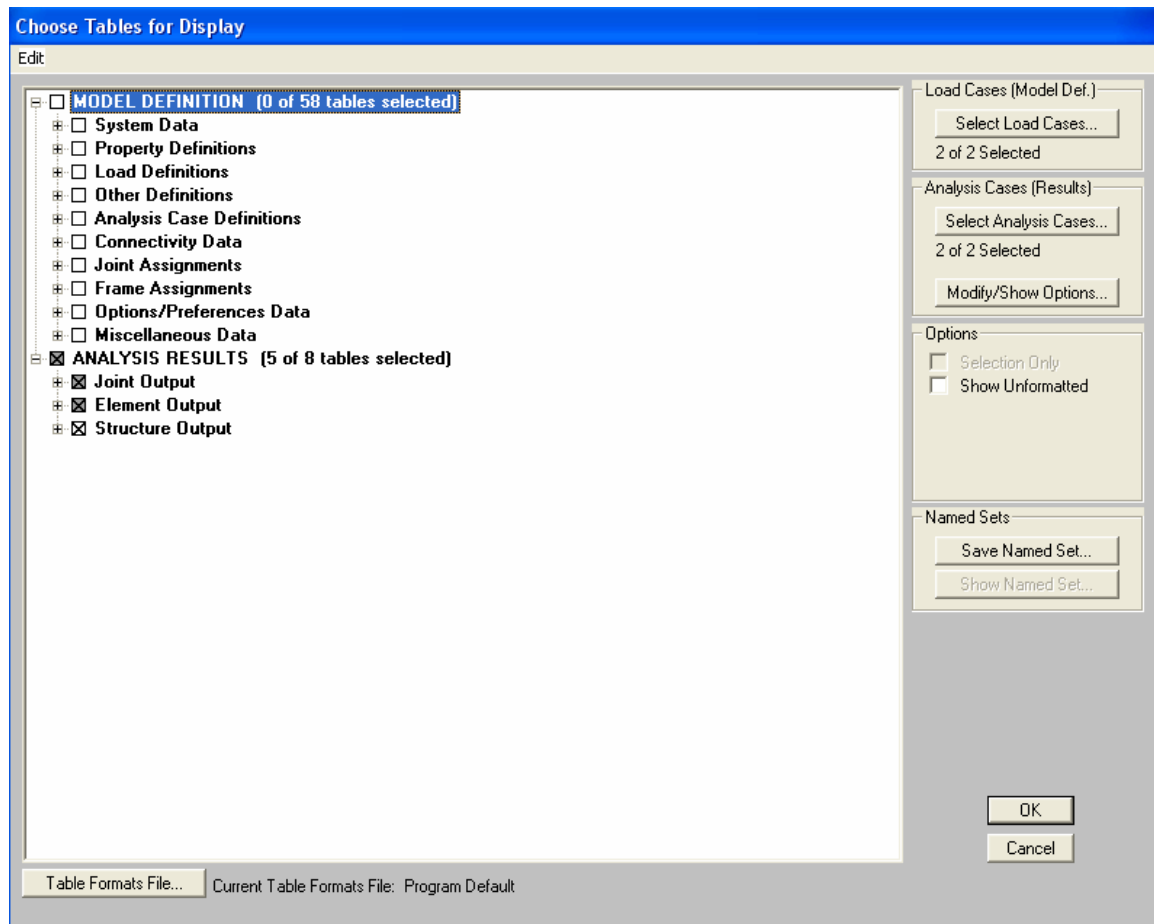 Choose Tables for Display
Edit
MODEL DEFINITION (0 of 58 tables selected)
System Data
Property Definitions
Load Definitions
Other Definitions
Analysis Case Definitions
Connectivity Data
Joint Assignments
Frame Assignments
Options/Preferences Data
Miscellaneous Data
ANALYSIS RESULTS (5 of 8 tables selected)
Joint Output
Element Output
Structure Output
Load Cases (Model Def.)
Select Load Cases...
2 of 2 Selected
Analysis Cases (Results)
Select Analysis Cases...
2 of 2 Selected
Modify/Show Options...
Options
Selection Only
Show Unformatted
Named Sets
Save Named Set...
Show Named Set...
OK
Cancel
Table Formats File...
Current Table Formats File: Program Default